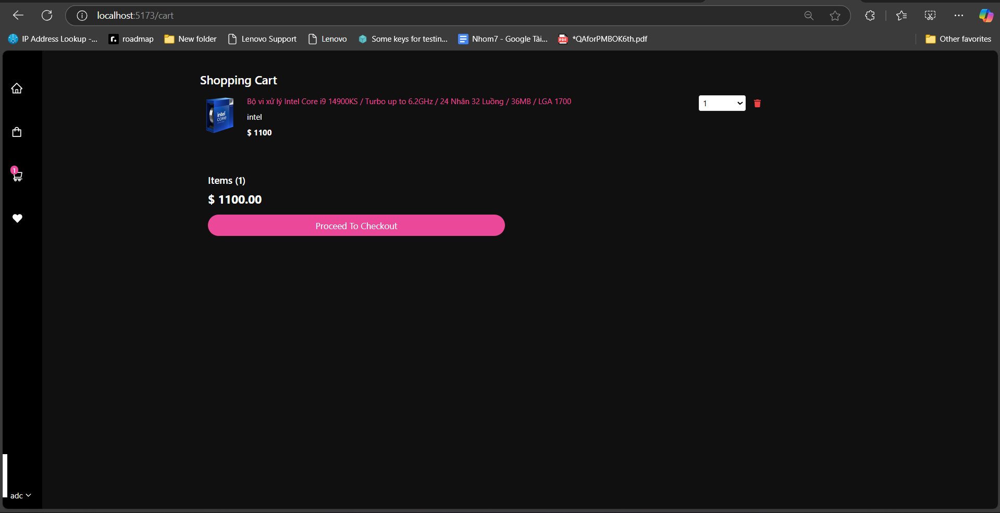 localhost:5173/cart
IP Address Lookup -... roadmap New folder Lenovo Support Lenovo Some keys for testin... Nhom7 - Google Tài... *QAforPMBOK6th.pdf Other favorites
Shopping Cart
Bộ vi xử lý Intel Core i9 14900KS / Turbo up to 6.2GHz / 24 Nhân 32 Luồng / 36MB / LGA 1700
1
intel
CORE
intel
$ 1100
1
Items (1)
$ 1100.00
Proceed To Checkout
adc